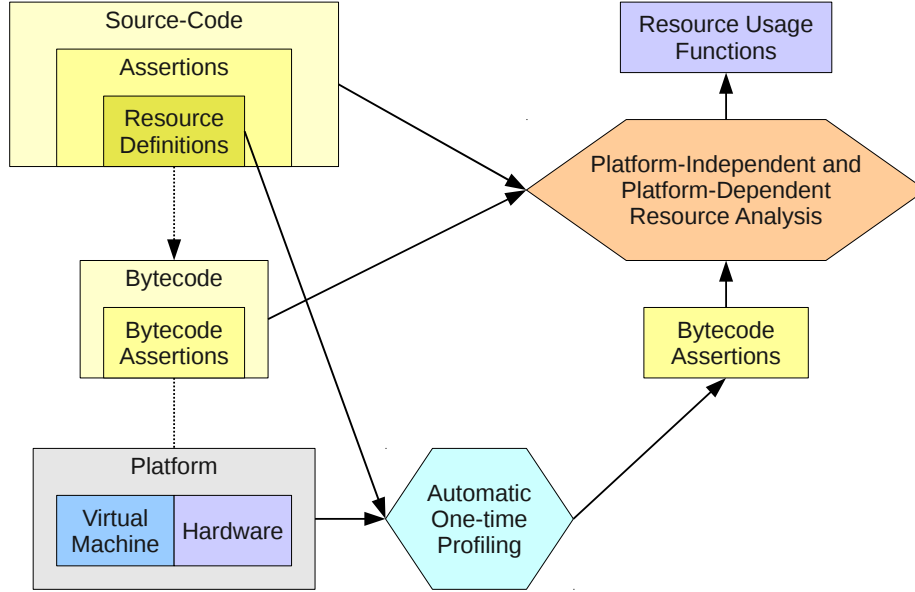 Source-Code
Assertions
Resource
Definitions
Resource Usage
Functions
Platform-Independent and
Platform-Dependent
Resource Analysis
Bytecode
Bytecode
Assertions
Bytecode
Assertions
Platform
Virtual
Machine
Hardware
Automatic
One-time
Profiling